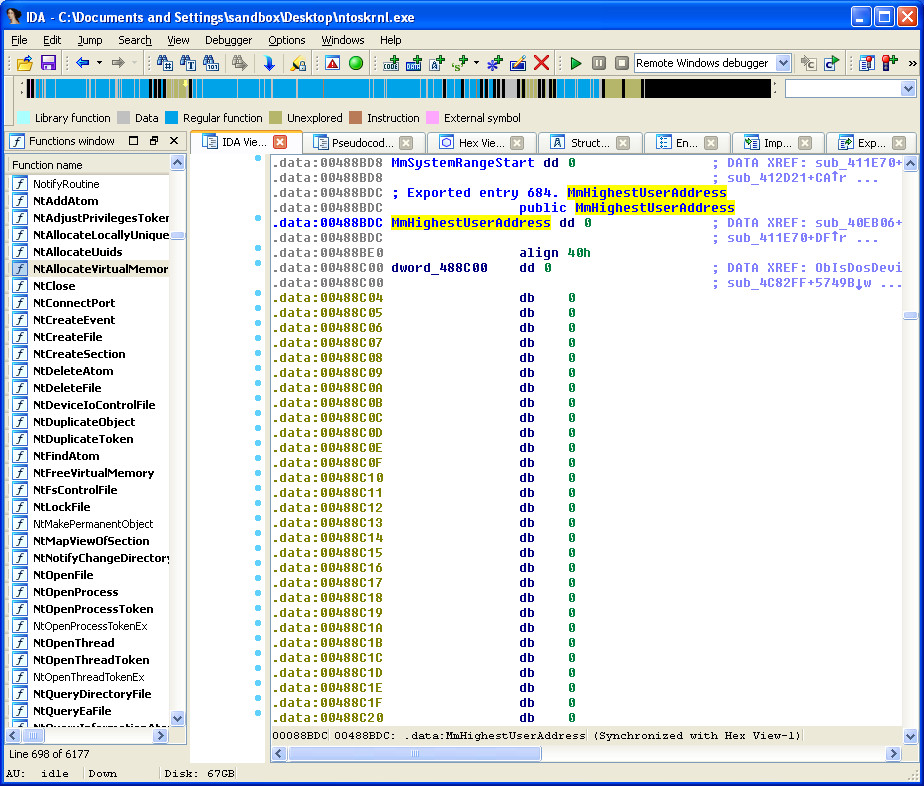 IDA - C:\Documents and Settings\sandbox\Desktop\ntoskrnl.exe
File Edit Jump Search View Debugger Options Windows Help
Remote Windows debugger
Library function Data Regular function Unexplored Instruction External symbol
Functions window
IDA Vie... Pseudocod... Hex Vie... Struct... En... Imp... Exp...
Function name
NotifyRoutine
NtAddAtom
NtAdjustPrivilegesToken
NtAllocateLocallyUnique
NtAllocateUuids
NtAllocateVirtualMemor
NtClose
NtConnectPort
NtCreateEvent
NtCreateFile
NtCreateSection
NtDeleteAtom
NtDeleteFile
NtDeviceIoControlFile
NtDuplicateObject
NtDuplicateToken
NtFindAtom
NtFreeVirtualMemory
NtFsControlFile
NtLockFile
NtMakePermanentObject
NtMapViewOfSection
NtNotifyChangeDirectory
NtOpenFile
NtOpenProcess
NtOpenProcessToken
NtOpenProcessTokenEx
NtOpenThread
NtOpenThreadToken
NtOpenThreadTokenEx
NtQueryDirectoryFile
NtQueryEaFile
Line 698 of 6177
.data:00488BD8 MmSystemRangeStart dd 0 ; DATA XREF: sub_411E70+
.data:00488BD8 ; sub_412D21+CA↑r ...
.data:00488BDC ; Exported entry 684. MmHighestUserAddress
.data:00488BDC public MmHighestUserAddress
.data:00488BDC MmHighestUserAddress dd 0 ; DATA XREF: sub_40EB06+
.data:00488BDC ; sub_411E70+DF↑r ...
.data:00488BE0 align 40h
.data:00488C00 dword_488C00 dd 0 ; DATA XREF: ObIsDosDevi
.data:00488C00 ; sub_4C82FF+5749B↓w ...
.data:00488C04 db 0
.data:00488C05 db 0
.data:00488C06 db 0
.data:00488C07 db 0
.data:00488C08 db 0
.data:00488C09 db 0
.data:00488C0A db 0
.data:00488C0B db 0
.data:00488C0C db 0
.data:00488C0D db 0
.data:00488C0E db 0
.data:00488C0F db 0
.data:00488C10 db 0
.data:00488C11 db 0
.data:00488C12 db 0
.data:00488C13 db 0
.data:00488C14 db 0
.data:00488C15 db 0
.data:00488C16 db 0
.data:00488C17 db 0
.data:00488C18 db 0
.data:00488C19 db 0
.data:00488C1A db 0
.data:00488C1B db 0
.data:00488C1C db 0
.data:00488C1D db 0
.data:00488C1E db 0
.data:00488C1F db 0
.data:00488C20 db 0
00088BDC 00488BDC: .data:MmHighestUserAddress (Synchronized with Hex View-1)
AU: idle Down Disk: 67GB